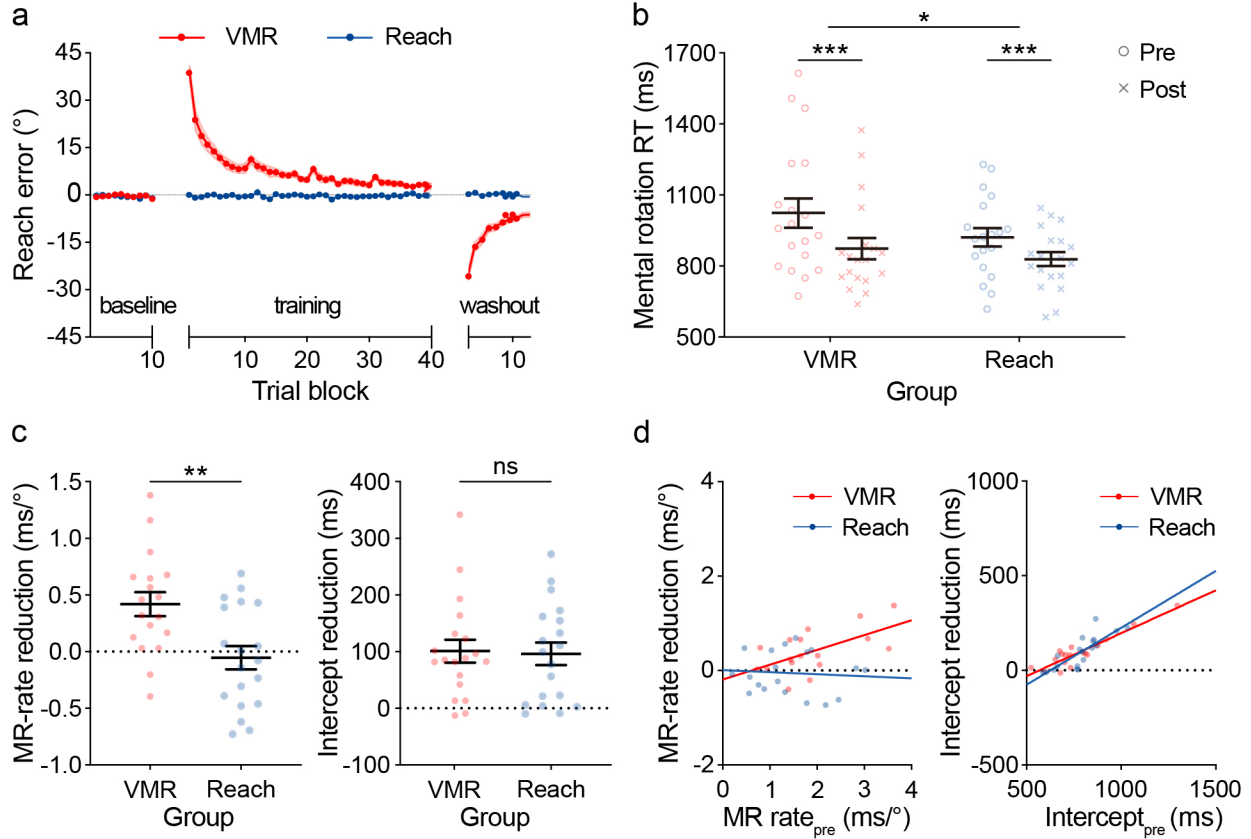 a
VMR
Reach
45
30
15
0
-15
-30
-45
Reach error (°)
baseline
training
washout
10
10
20
30
40
10
Trial block
b
*
***
***
Pre
Post
1700
1400
1100
800
500
Mental rotation RT (ms)
VMR
Reach
Group
c
**
1.5
1.0
0.5
0.0
-0.5
-1.0
MR-rate reduction (ms/°)
VMR
Reach
Group
ns
400
300
200
100
0
-100
Intercept reduction (ms)
VMR
Reach
Group
d
VMR
Reach
4
2
0
-2
MR-rate reduction (ms/°)
0
1
2
3
4
MR rate pre (ms/°)
VMR
Reach
1000
500
0
-500
Intercept reduction (ms)
500
1000
1500
Intercept pre (ms)